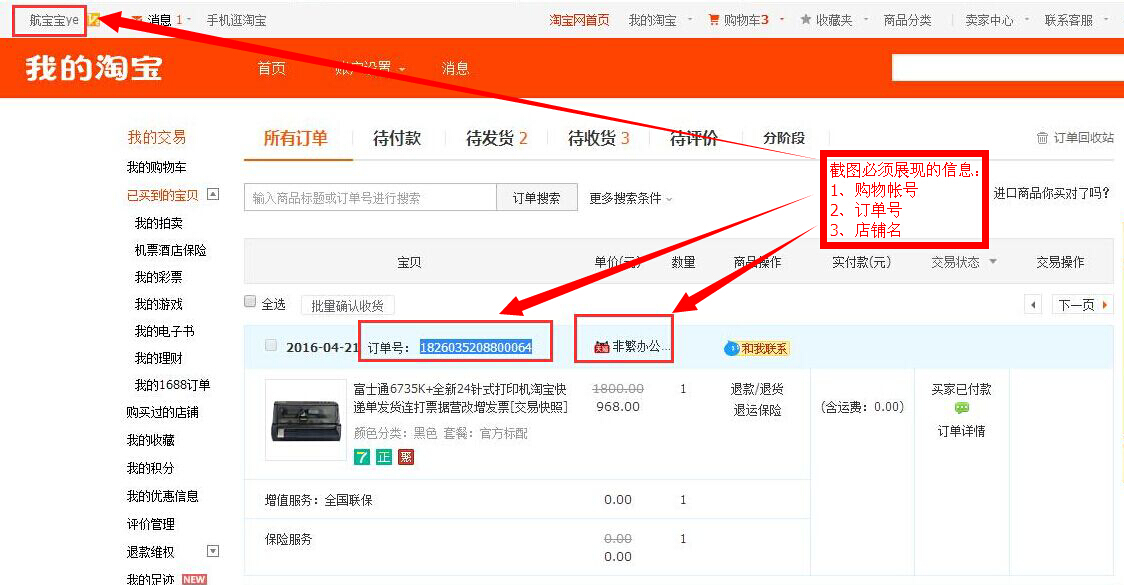 航宝宝ye 消息 1 手机逛淘宝 淘宝网首页 我的淘宝 购物车3 收藏夹 商品分类 卖家中心 联系客服
我的淘宝 首页 账户设置 消息
我的交易 所有订单 待付款 待发货 2 待收货 3 待评价 分阶段 订单回收站
我的购物车
截图必须展现的信息:
1、购物帐号
2、订单号
3、店铺名
已买到的宝贝 输入商品标题或订单号进行搜索 订单搜索 更多搜索条件 进口商品你买对了吗?
我的拍卖
机票酒店保险
我的彩票
我的游戏
我的电子书
我的理财
我的1688订单
购买过的店铺
我的收藏
我的积分
我的优惠信息
评价管理
退款维权
我的足迹 NEW
宝贝 单价(元) 数量 商品操作 实付款(元) 交易状态 交易操作
全选 批量确认收货 下一页
2016-04-21 订单号: 1826035208800064 天猫 非繁办公... 和我联系
富士通6735K+全新24针式打印机淘宝快
递单发货连打票据营改增发票[交易快照]
颜色分类: 黑色 套餐: 官方标配
7 正 聚
1800.00 1 退款/退货
968.00 退运保险
(含运费: 0.00)
买家已付款
订单详情
增值服务: 全国联保 0.00 1
保险服务 0.00 1
0.00